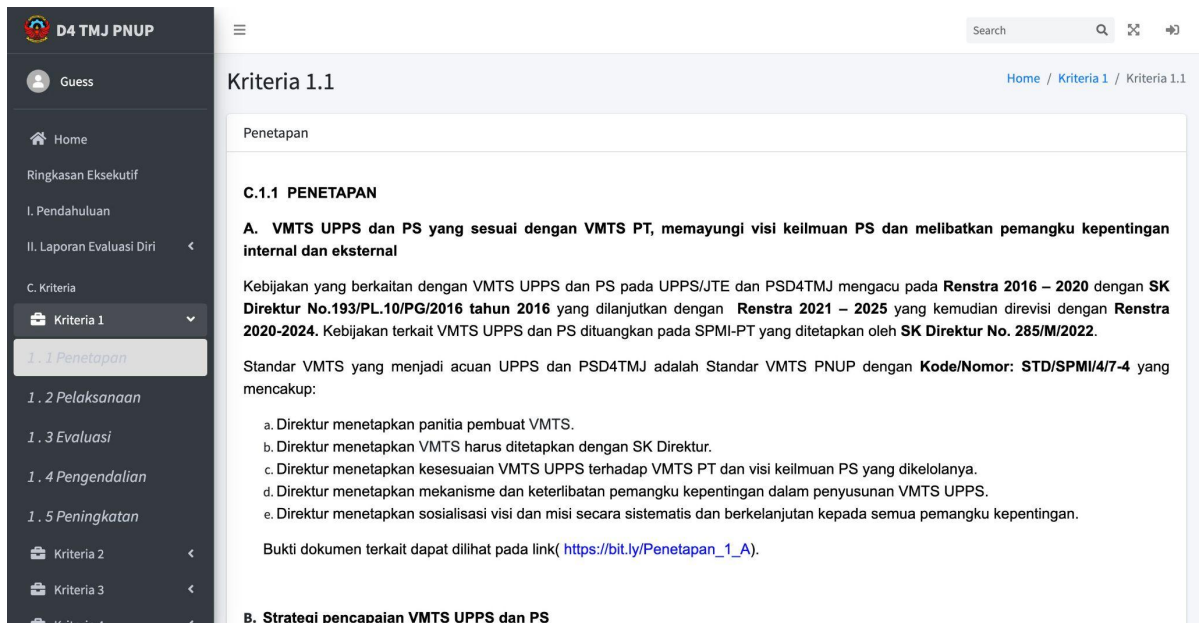 D4 TMJ PNUP
Search
Guess
Kriteria 1.1
Home / Kriteria 1 / Kriteria 1.1
Home
Ringkasan Eksekutif
I. Pendahuluan
II. Laporan Evaluasi Diri
C. Kriteria
Kriteria 1
1 . 1 Penetapan
1 . 2 Pelaksanaan
1 . 3 Evaluasi
1 . 4 Pengendalian
1 . 5 Peningkatan
Kriteria 2
Kriteria 3
Penetapan
C.1.1 PENETAPAN
A. VMTS UPPS dan PS yang sesuai dengan VMTS PT, memayungi visi keilmuan PS dan melibatkan pemangku kepentingan
internal dan eksternal
Kebijakan yang berkaitan dengan VMTS UPPS dan PS pada UPPS/JTE dan PSD4TMJ mengacu pada Renstra 2016 – 2020 dengan SK
Direktur No.193/PL.10/PG/2016 tahun 2016 yang dilanjutkan dengan Renstra 2021 – 2025 yang kemudian direvisi dengan Renstra
2020-2024. Kebijakan terkait VMTS UPPS dan PS dituangkan pada SPMI-PT yang ditetapkan oleh SK Direktur No. 285/M/2022.
Standar VMTS yang menjadi acuan UPPS dan PSD4TMJ adalah Standar VMTS PNUP dengan Kode/Nomor: STD/SPMI/4/7-4 yang
mencakup:
a. Direktur menetapkan panitia pembuat VMTS.
b. Direktur menetapkan VMTS harus ditetapkan dengan SK Direktur.
c. Direktur menetapkan kesesuaian VMTS UPPS terhadap VMTS PT dan visi keilmuan PS yang dikelolanya.
d. Direktur menetapkan mekanisme dan keterlibatan pemangku kepentingan dalam penyusunan VMTS UPPS.
e. Direktur menetapkan sosialisasi visi dan misi secara sistematis dan berkelanjutan kepada semua pemangku kepentingan.
Bukti dokumen terkait dapat dilihat pada link( https://bit.ly/Penetapan_1_A).
B. Strategi pencapaian VMTS UPPS dan PS